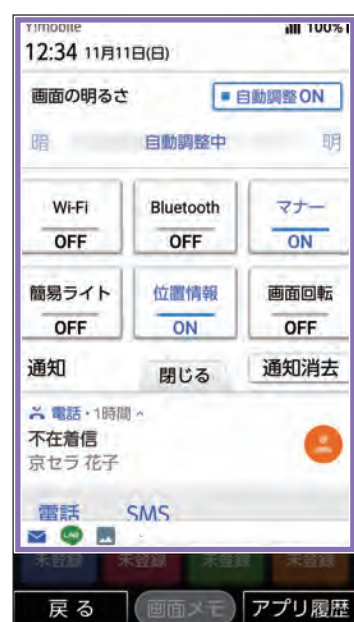 Y!mobile 100%
12:34 11月11日(日)
画面の明るさ 自動調整ON
暗 自動調整中 明
Wi-Fi Bluetooth マナー
OFF OFF ON
簡易ライト 位置情報 画面回転
OFF ON OFF
通知 閉じる 通知消去
電話・1時間
不在着信
京セラ 花子
電話 SMS
LINE
未登録 未登録 未登録 未登録
戻る 画面メモ アプリ履歴